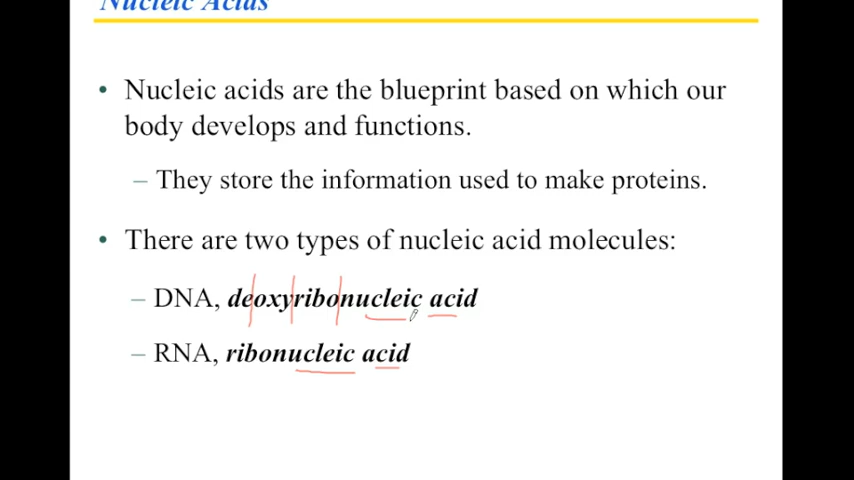 Nucleic Acids
• Nucleic acids are the blueprint based on which our
body develops and functions.
– They store the information used to make proteins.
• There are two types of nucleic acid molecules:
– DNA, deoxyribonucleic acid
– RNA, ribonucleic acid